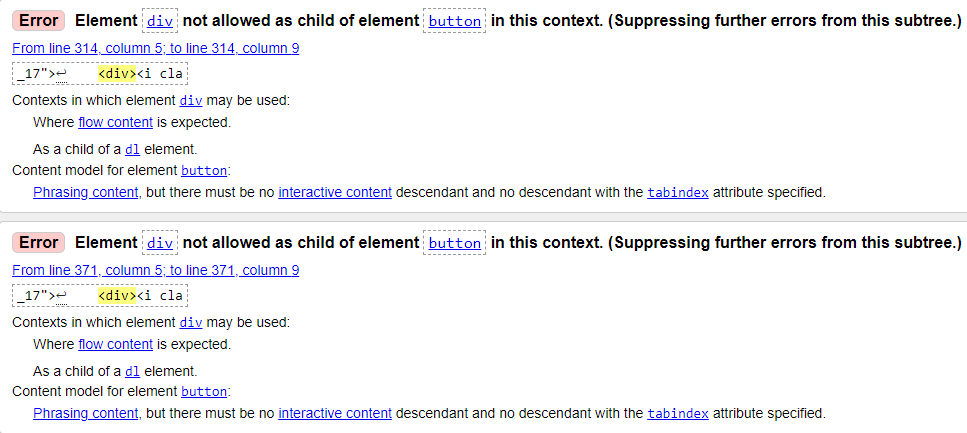 Error Element div not allowed as child of element button in this context. (Suppressing further errors from this subtree.)
From line 314, column 5; to line 314, column 9
_17">↩    <div><i cla
Contexts in which element div may be used:
Where flow content is expected.
As a child of a dl element.
Content model for element button:
Phrasing content, but there must be no interactive content descendant and no descendant with the tabindex attribute specified.
Error Element div not allowed as child of element button in this context. (Suppressing further errors from this subtree.)
From line 371, column 5; to line 371, column 9
_17">↩    <div><i cla
Contexts in which element div may be used:
Where flow content is expected.
As a child of a dl element.
Content model for element button:
Phrasing content, but there must be no interactive content descendant and no descendant with the tabindex attribute specified.